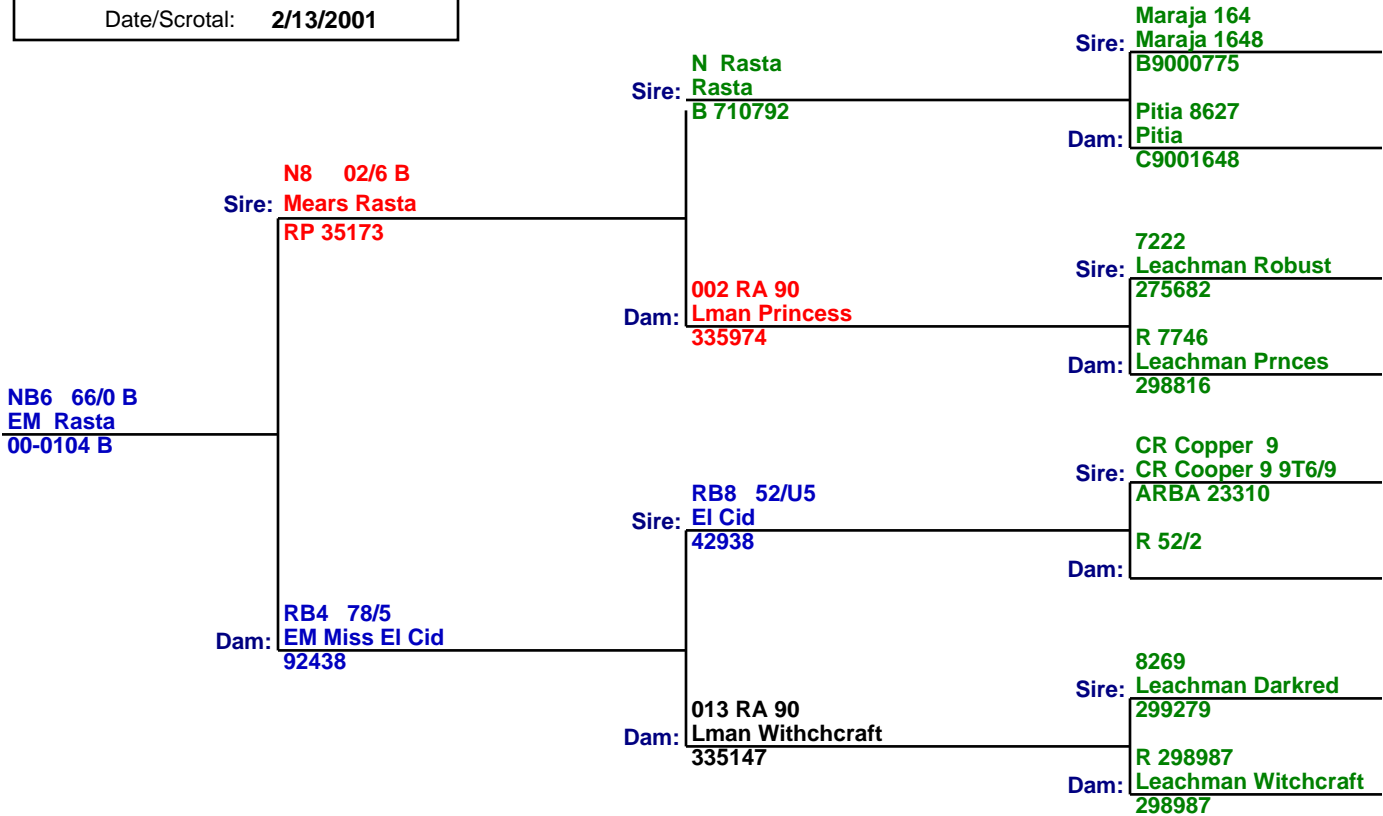 Date/Scrotal: 2/13/2001
Maraja 164
Sire: Maraja 1648
B9000775
N Rasta
Sire: Rasta
B 710792
Pitia 8627
Dam: Pitia
C9001648
N8 02/6 B
Sire: Mears Rasta
RP 35173
7222
Sire: Leachman Robust
275682
002 RA 90
Dam: Lman Princess
335974
R 7746
Dam: Leachman Prnces
298816
NB6 66/0 B
EM Rasta
00-0104 B
CR Copper 9
Sire: CR Cooper 9 9T6/9
ARBA 23310
RB8 52/U5
Sire: El Cid
42938
R 52/2
Dam:
RB4 78/5
Dam: EM Miss El Cid
92438
8269
Sire: Leachman Darkred
299279
013 RA 90
Dam: Lman Withchcraft
335147
R 298987
Dam: Leachman Witchcraft
298987